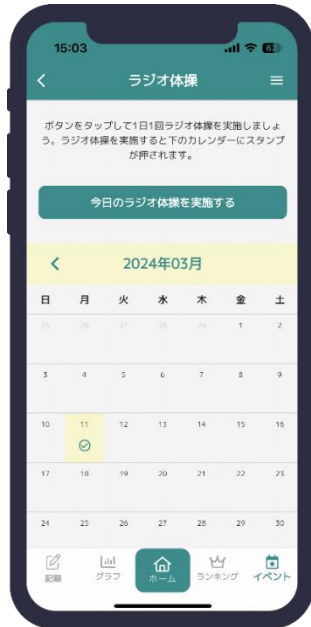 15:03
ラジオ体操
ボタンをタップして1日1回ラジオ体操を実施しましょ
う。ラジオ体操を実施すると下のカレンダーにスタンプ
が押されます。
今日のラジオ体操を実施する
2024年03月
日 月 火 水 木 金 土
25 26 27 28 29 1 2
3 4 5 6 7 8 9
10 11 12 13 14 15 16
17 18 19 20 21 22 23
24 25 26 27 28 29 30
記録 グラフ ホーム ランキング イベント